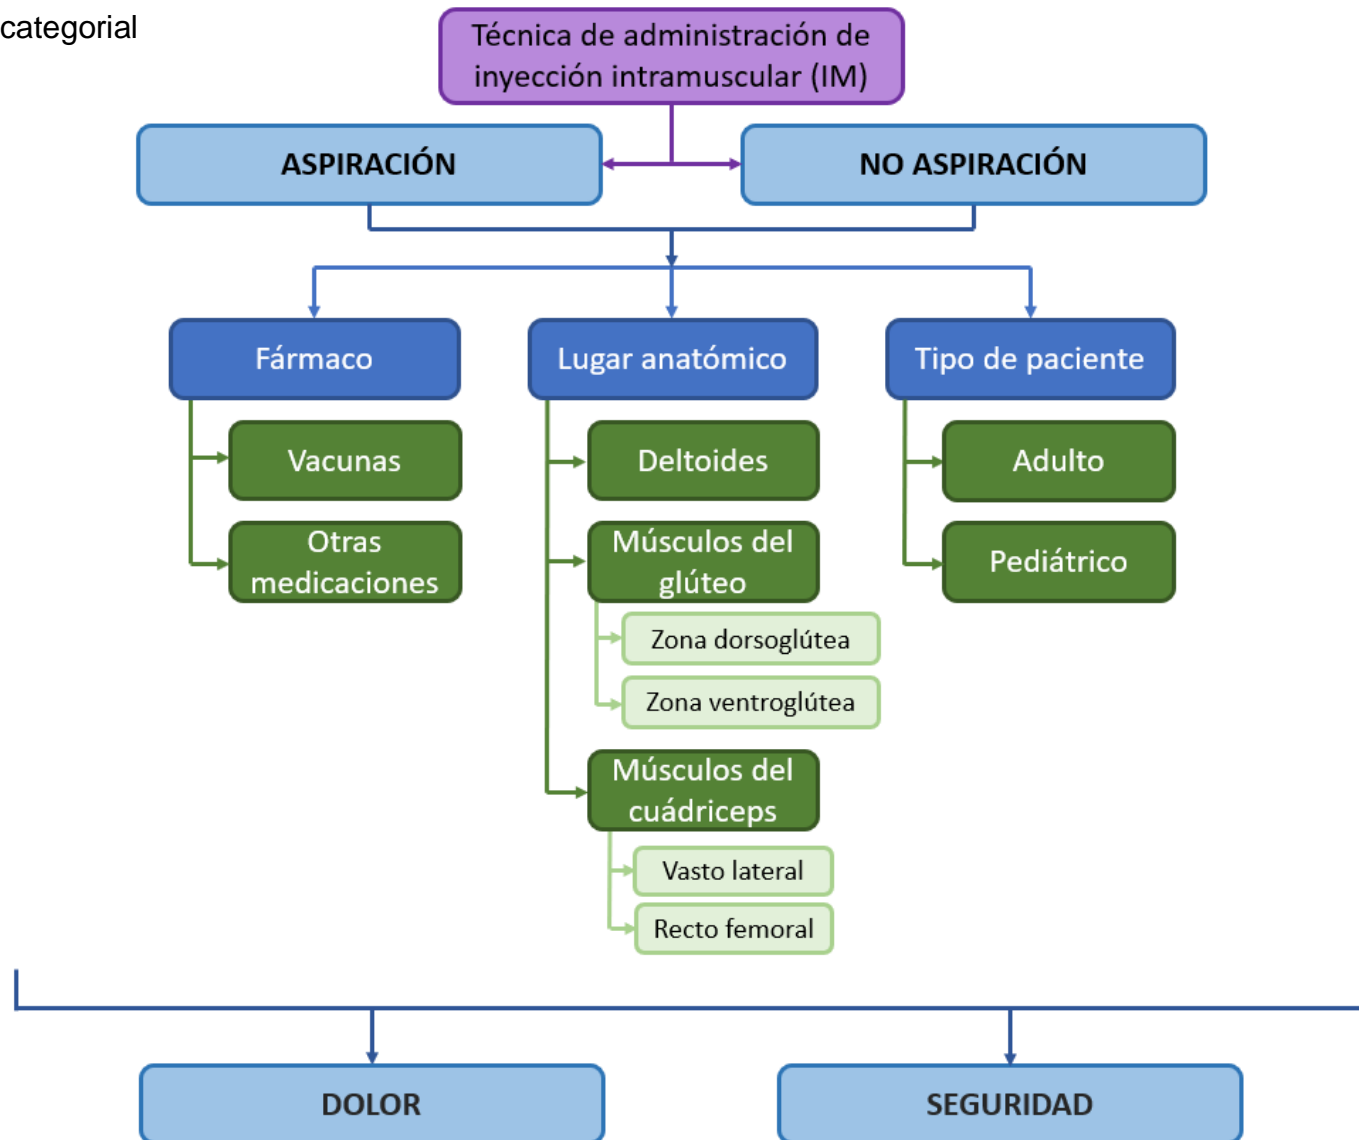 categorial
Técnica de administración de
inyección intramuscular (IM)
ASPIRACIÓN
NO ASPIRACIÓN
Fármaco
Lugar anatómico
Tipo de paciente
Vacunas
Deltoides
Adulto
Otras
medicaciones
Músculos del
glúteo
Pediátrico
Zona dorsoglútea
Zona ventroglútea
Músculos del
cuádriceps
Vasto lateral
Recto femoral
DOLOR
SEGURIDAD